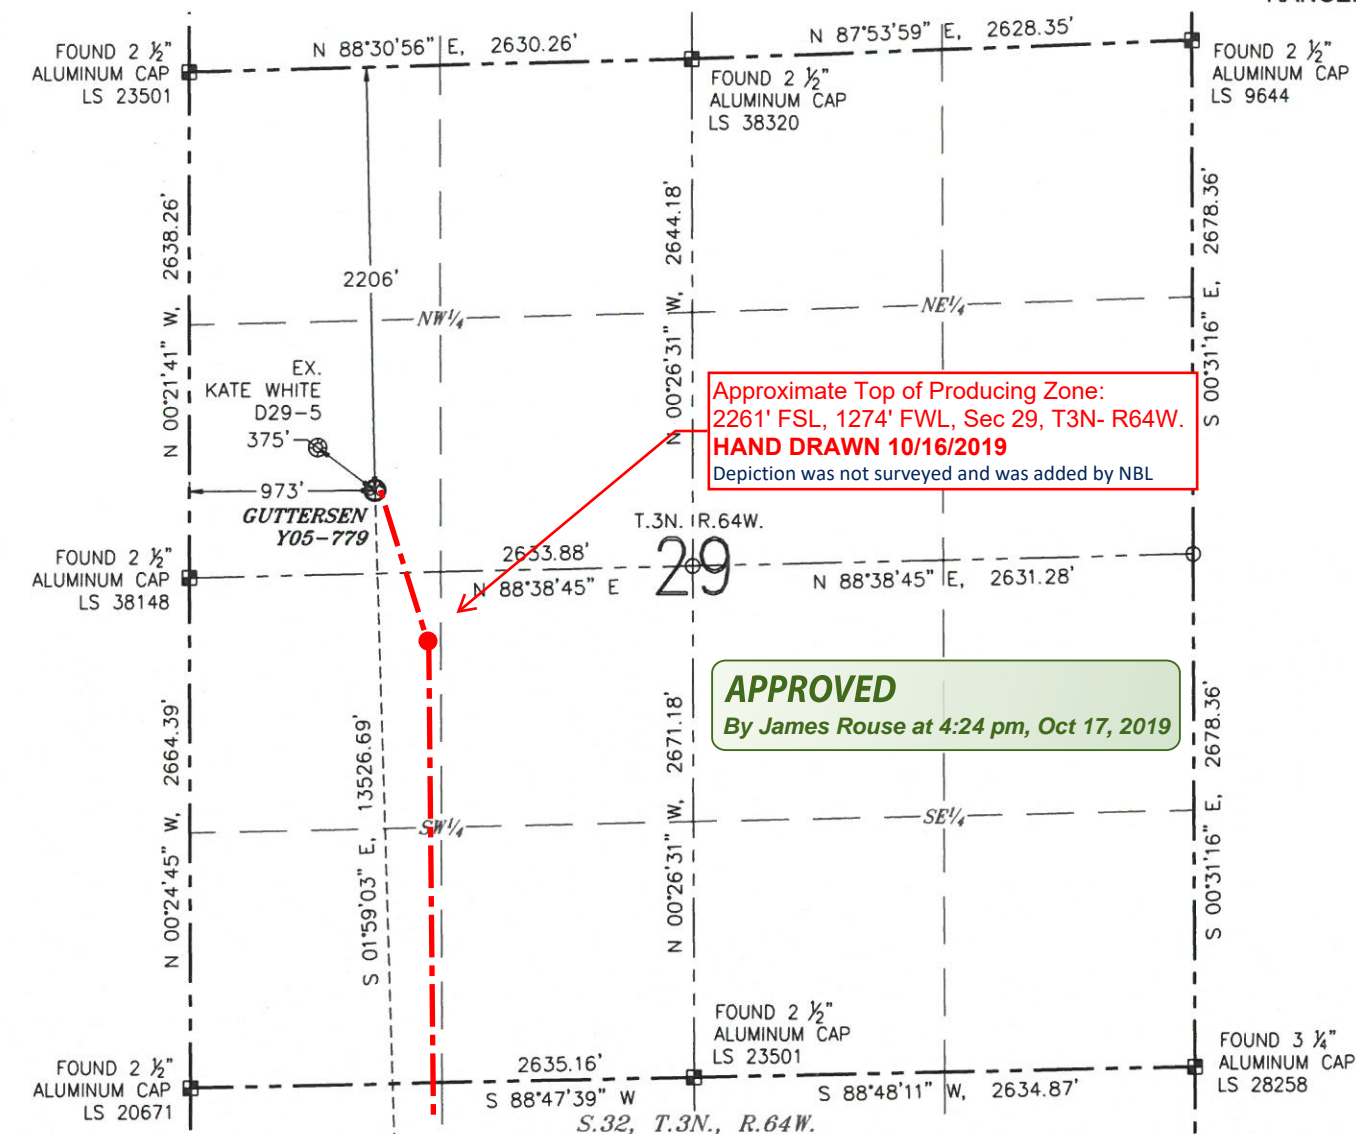 N 88°30'56" E, 2630.26'
N 87°53'59" E, 2628.35'
FOUND 2 ½"
ALUMINUM CAP
LS 23501
FOUND 2 ½"
ALUMINUM CAP
LS 38320
FOUND 2 ½"
ALUMINUM CAP
LS 9644
N 00°21'41" W, 2638.26'
2206'
N 00°26'31" W, 2644.18'
S 00°31'16" E, 2678.36'
NW¼
NE¼
EX.
KATE WHITE
D29-5
375'
973'
GUTTERSEN
Y05-779
Approximate Top of Producing Zone:
2261' FSL, 1274' FWL, Sec 29, T3N- R64W.
HAND DRAWN 10/16/2019
Depiction was not surveyed and was added by NBL
T.3N. R.64W.
29
FOUND 2 ½"
ALUMINUM CAP
LS 38148
2633.88'
N 88°38'45" E
N 88°38'45" E, 2631.28'
APPROVED
By James Rouse at 4:24 pm, Oct 17, 2019
N 00°24'45" W, 2664.39'
S 01°59'03" E, 13526.69'
N 00°26'31" W, 2671.18'
S 00°31'16" E, 2678.36'
SW¼
SE¼
FOUND 2 ½"
ALUMINUM CAP
LS 20671
2635.16'
S 88°47'39" W
FOUND 2 ½"
ALUMINUM CAP
LS 23501
S 88°48'11" W, 2634.87'
FOUND 3 ¼"
ALUMINUM CAP
LS 28258
S.32, T.3N., R.64W.